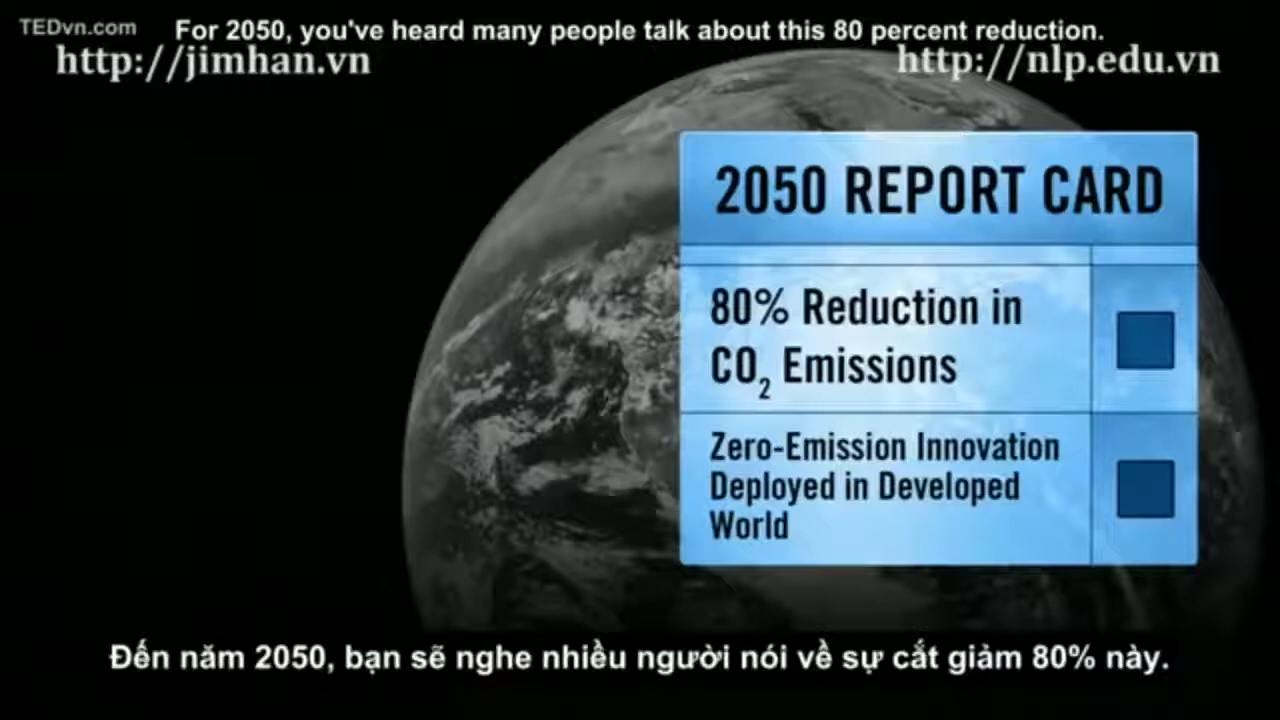 TEDvn.com
For 2050, you've heard many people talk about this 80 percent reduction.
http://jimhan.vn
http://nlp.edu.vn
2050 REPORT CARD
80% Reduction in
CO₂ Emissions
Zero-Emission Innovation
Deployed in Developed
World
Đến năm 2050, bạn sẽ nghe nhiều người nói về sự cắt giảm 80% này.